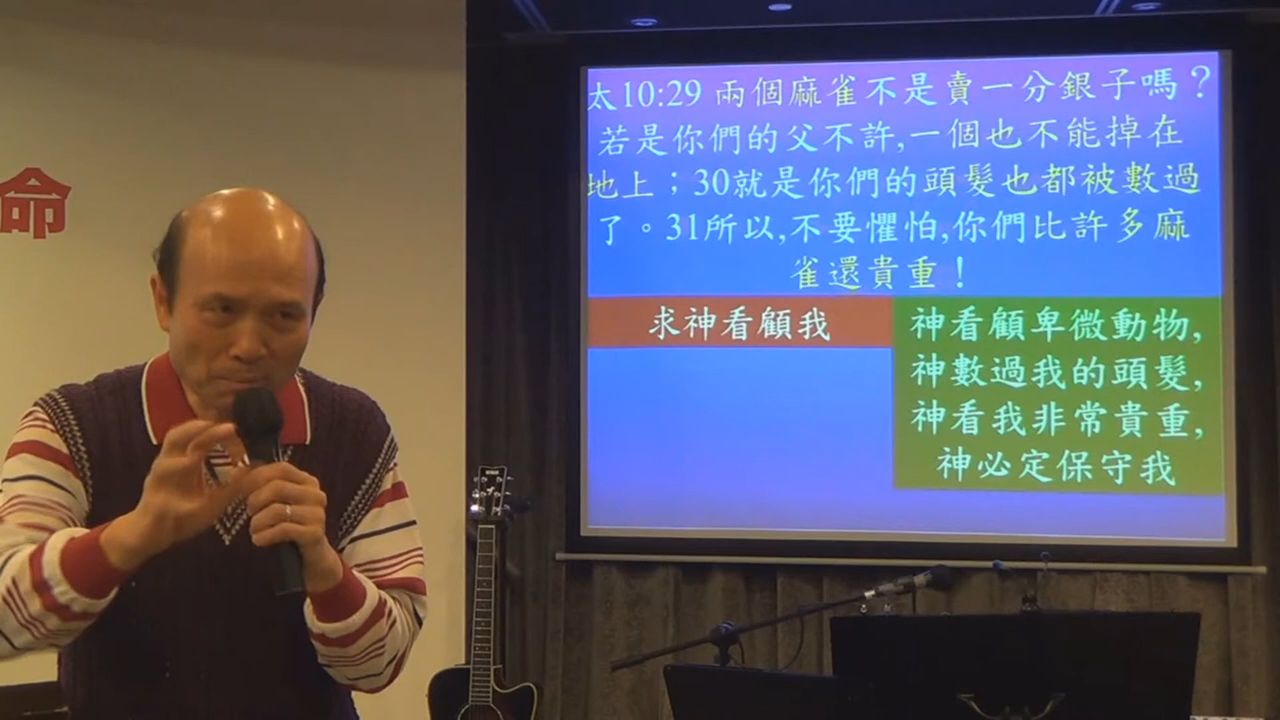 命
太10:29 兩個麻雀不是賣一分銀子嗎？
若是你們的父不許,一個也不能掉在
地上；30就是你們的頭髮也都被數過
了。31所以,不要懼怕,你們比許多麻
雀還貴重！
求神看顧我
神看顧卑微動物,
神數過我的頭髮,
神看我非常貴重,
神必定保守我